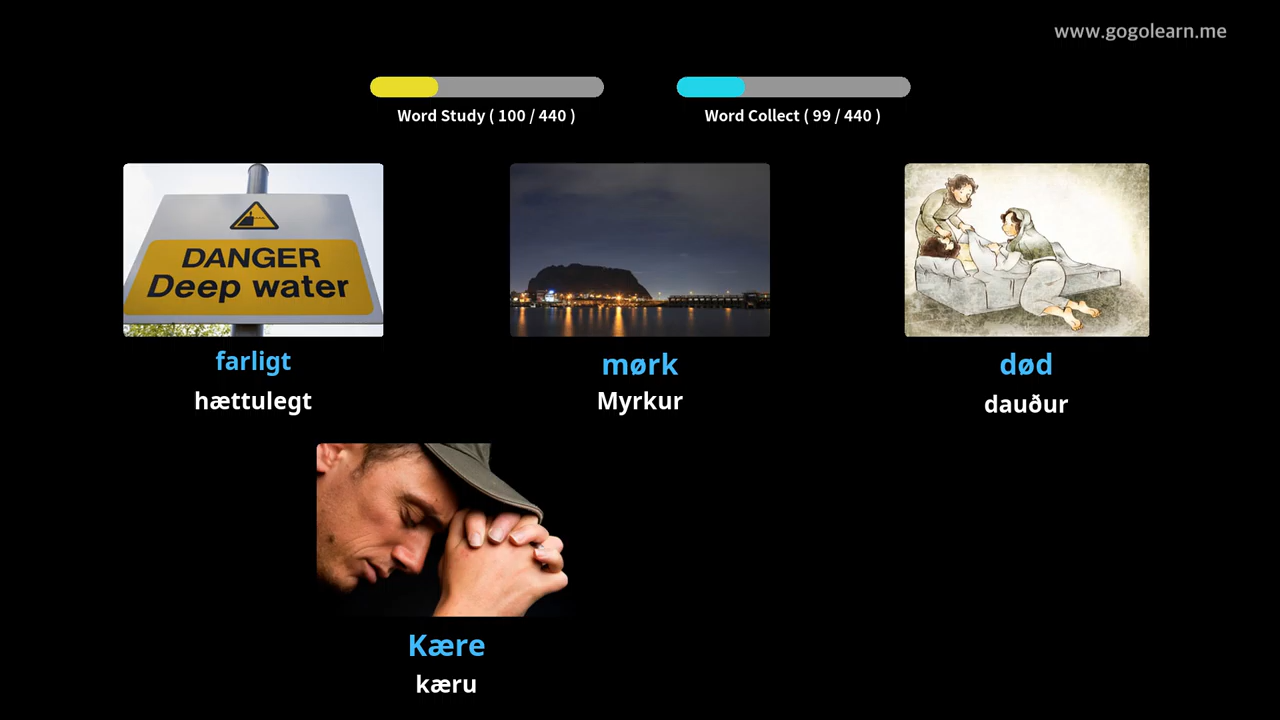 www.gogolearn.me
Word Study ( 100 / 440 )
Word Collect ( 99 / 440 )
DANGER
Deep water
farligt
hættulegt
mørk
Myrkur
død
dauður
Kære
kæru